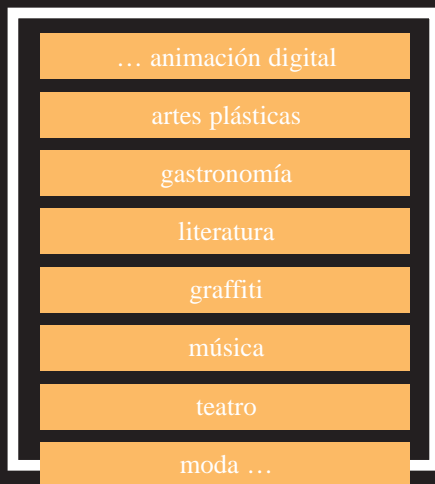 … animación digital
artes plásticas
gastronomía
literatura
graffiti
música
teatro
moda …